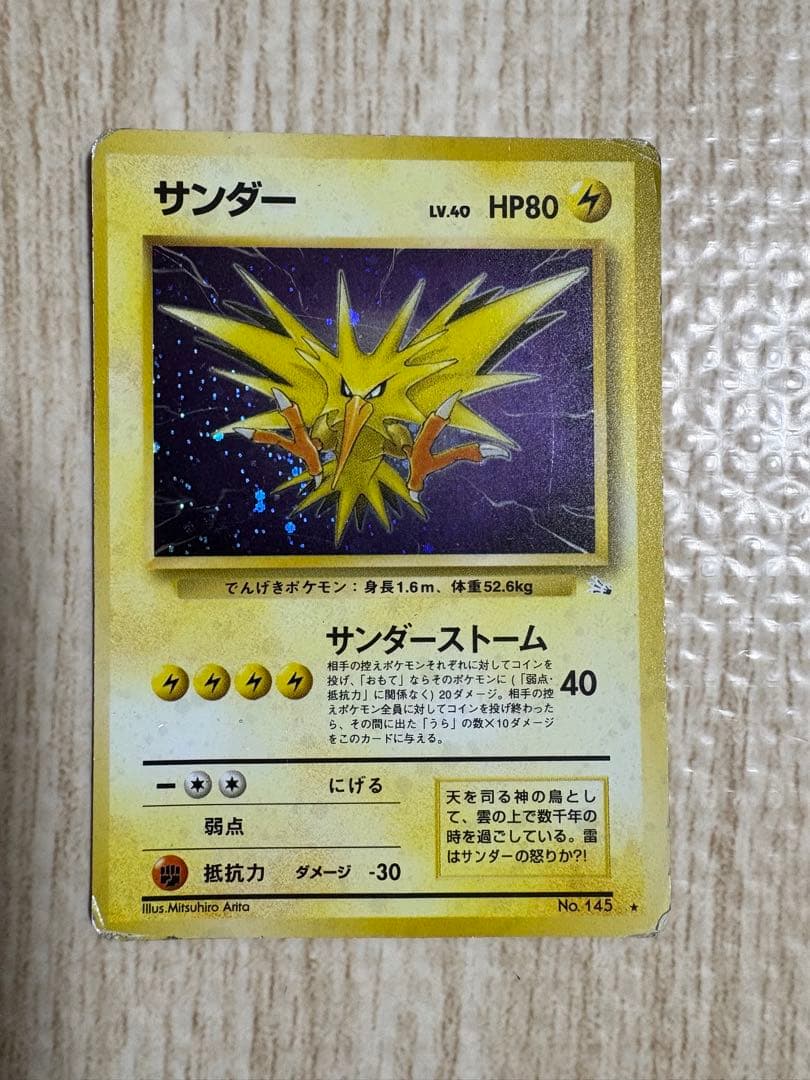 サンダー
LV.40 HP80
でんげきポケモン：身長1.6m、体重52.6kg
サンダーストーム
相手の控えポケモンそれぞれに対してコインを
投げ、「おもて」ならそのポケモンに（「弱点・
抵抗力」に関係なく）20ダメージ。相手の控
えポケモン全員に対してコインを投げ終わった
ら、その間に出た「うら」の数×10ダメージ
をこのカードに与える。
40
にげる
弱点
抵抗力 ダメージ -30
天を司る神の鳥とし
て、雲の上で数千年の
時を過ごしている。雷
はサンダーの怒りか?!
Illus.Mitsuhiro Arita
No.145 ★